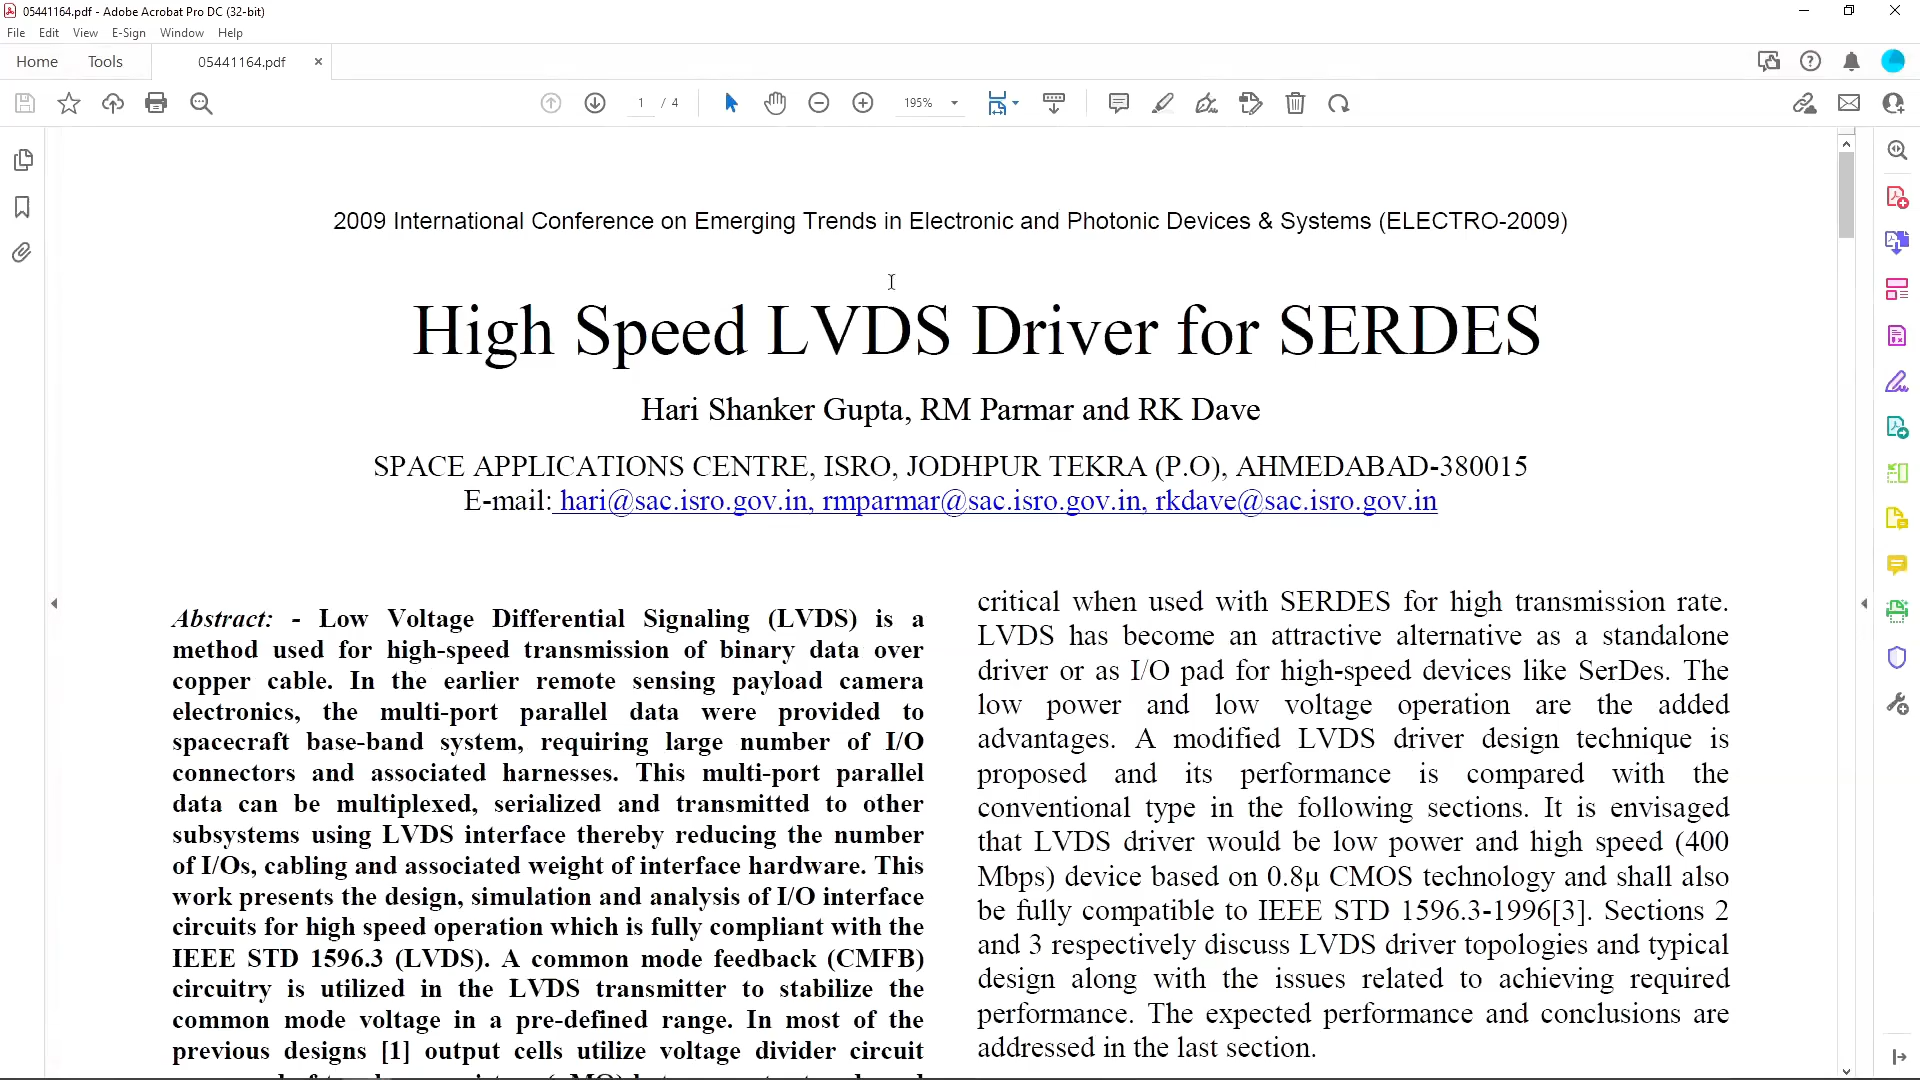 05441164.pdf - Adobe Acrobat Pro DC (32-bit)
File Edit View E-Sign Window Help
Home Tools 05441164.pdf
1 / 4 195%
2009 International Conference on Emerging Trends in Electronic and Photonic Devices & Systems (ELECTRO-2009)
High Speed LVDS Driver for SERDES
Hari Shanker Gupta, RM Parmar and RK Dave
SPACE APPLICATIONS CENTRE, ISRO, JODHPUR TEKRA (P.O), AHMEDABAD-380015
E-mail: hari@sac.isro.gov.in, rmparmar@sac.isro.gov.in, rkdave@sac.isro.gov.in
Abstract: - Low Voltage Differential Signaling (LVDS) is a
method used for high-speed transmission of binary data over
copper cable. In the earlier remote sensing payload camera
electronics, the multi-port parallel data were provided to
spacecraft base-band system, requiring large number of I/O
connectors and associated harnesses. This multi-port parallel
data can be multiplexed, serialized and transmitted to other
subsystems using LVDS interface thereby reducing the number
of I/Os, cabling and associated weight of interface hardware. This
work presents the design, simulation and analysis of I/O interface
circuits for high speed operation which is fully compliant with the
IEEE STD 1596.3 (LVDS). A common mode feedback (CMFB)
circuitry is utilized in the LVDS transmitter to stabilize the
common mode voltage in a pre-defined range. In most of the
previous designs [1] output cells utilize voltage divider circuit
critical when used with SERDES for high transmission rate.
LVDS has become an attractive alternative as a standalone
driver or as I/O pad for high-speed devices like SerDes. The
low power and low voltage operation are the added
advantages. A modified LVDS driver design technique is
proposed and its performance is compared with the
conventional type in the following sections. It is envisaged
that LVDS driver would be low power and high speed (400
Mbps) device based on 0.8µ CMOS technology and shall also
be fully compatible to IEEE STD 1596.3-1996[3]. Sections 2
and 3 respectively discuss LVDS driver topologies and typical
design along with the issues related to achieving required
performance. The expected performance and conclusions are
addressed in the last section.